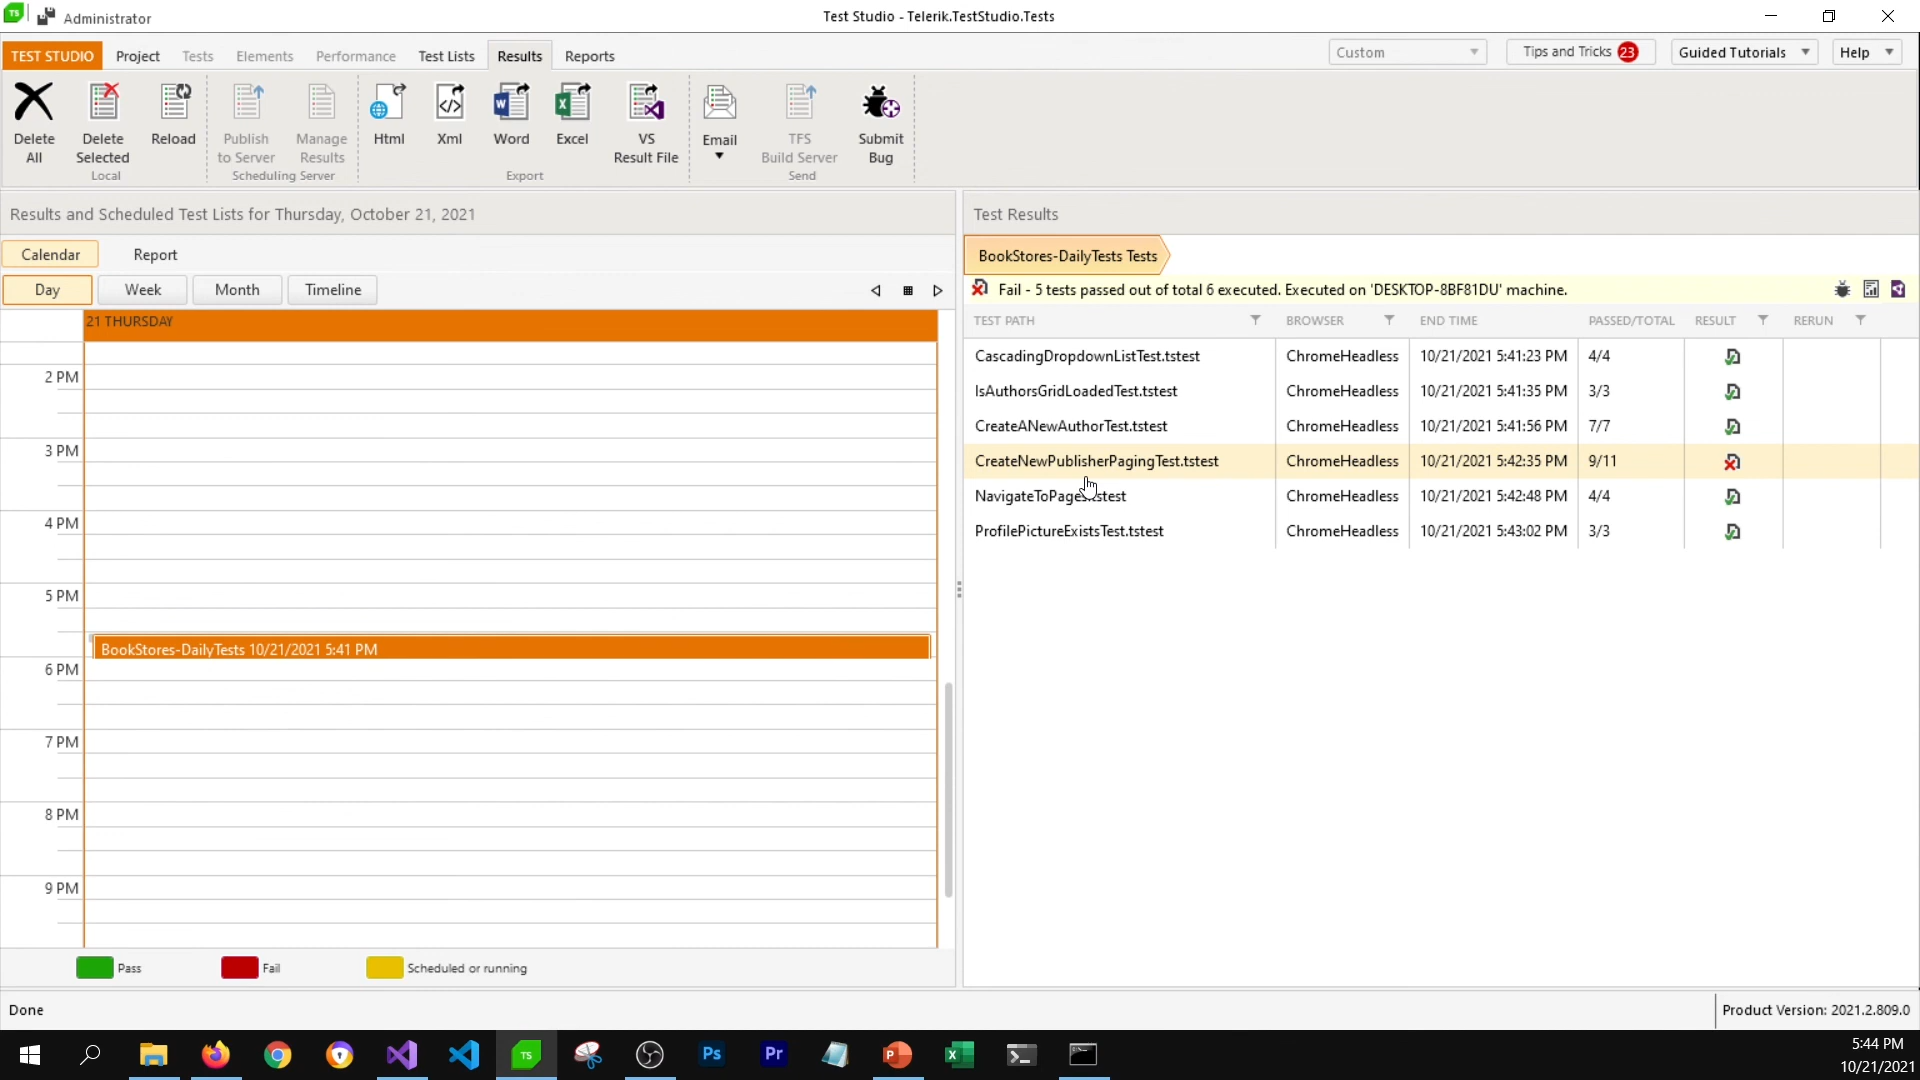 TS Administrator
Test Studio - Telerik.TestStudio.Tests
TEST STUDIO Project Tests Elements Performance Test Lists Results Reports
Custom Tips and Tricks 23 Guided Tutorials Help
Delete All
Delete Selected
Reload
Local
Publish to Server
Manage Results
Scheduling Server
Html
Xml
Word
Excel
VS Result File
Export
Email
TFS Build Server
Submit Bug
Send
Results and Scheduled Test Lists for Thursday, October 21, 2021
Calendar Report
Day Week Month Timeline
21 THURSDAY
2 PM
3 PM
4 PM
5 PM
BookStores-DailyTests 10/21/2021 5:41 PM
6 PM
7 PM
8 PM
9 PM
Pass Fail Scheduled or running
Test Results
BookStores-DailyTests Tests
Fail - 5 tests passed out of total 6 executed. Executed on 'DESKTOP-8BF81DU' machine.
TEST PATH BROWSER END TIME PASSED/TOTAL RESULT RERUN
CascadingDropdownListTest.tstest ChromeHeadless 10/21/2021 5:41:23 PM 4/4
IsAuthorsGridLoadedTest.tstest ChromeHeadless 10/21/2021 5:41:35 PM 3/3
CreateANewAuthorTest.tstest ChromeHeadless 10/21/2021 5:41:56 PM 7/7
CreateNewPublisherPagingTest.tstest ChromeHeadless 10/21/2021 5:42:35 PM 9/11
ChromeHeadless 10/21/2021 5:42:48 PM 4/4
ProfilePictureExistsTest.tstest ChromeHeadless 10/21/2021 5:43:02 PM 3/3
Done
Product Version: 2021.2.809.0
TS Ps Pr
5:44 PM
10/21/2021